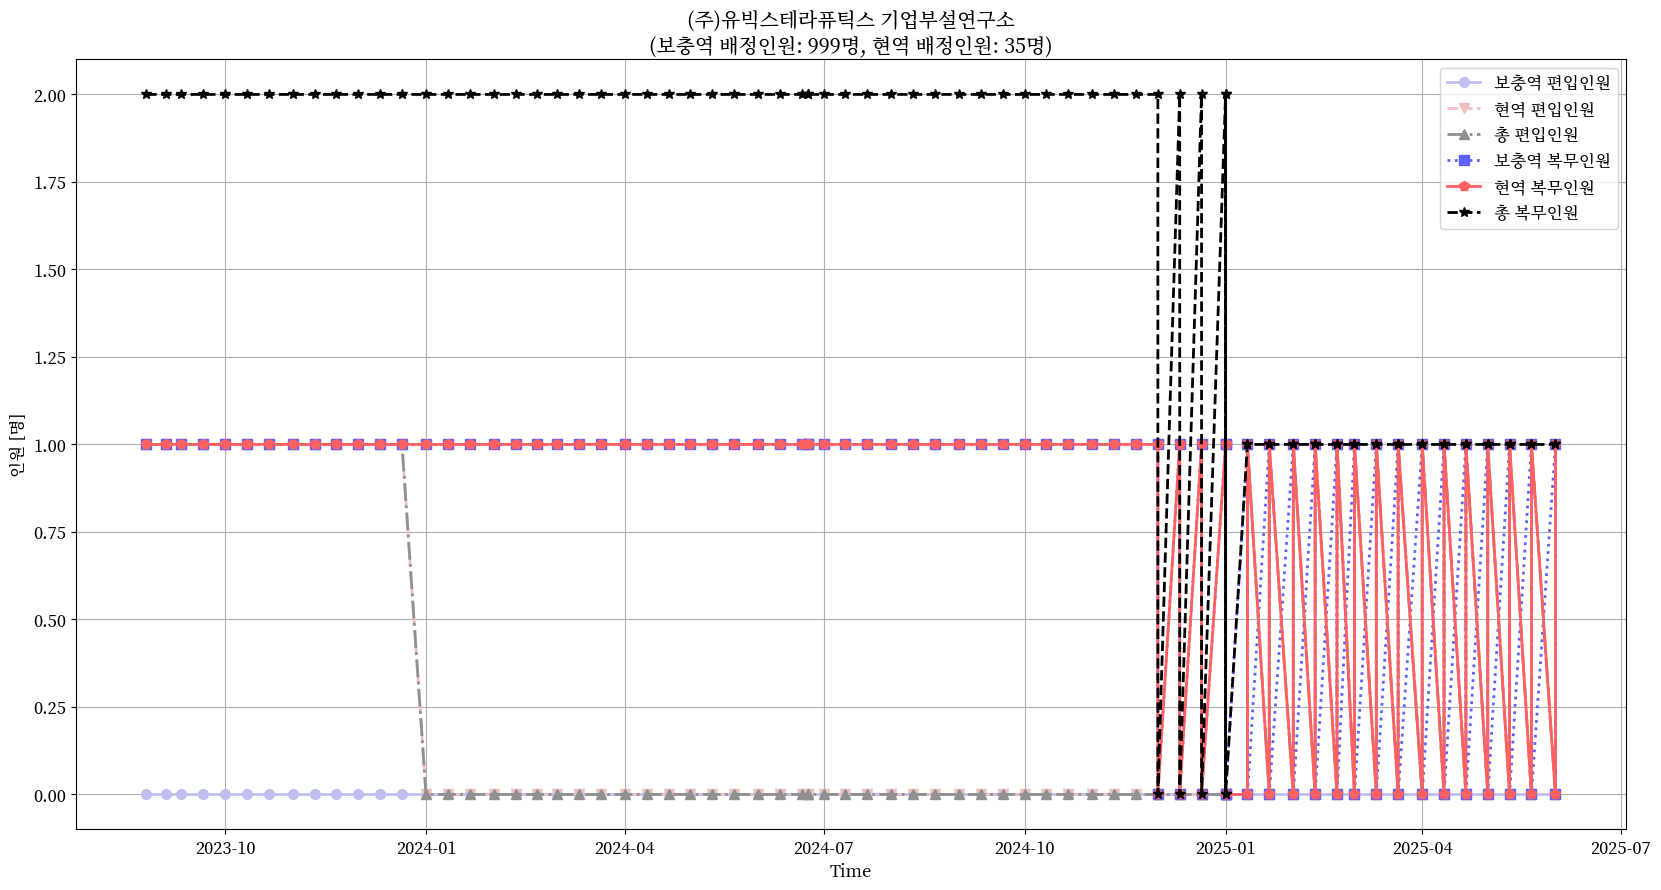 (주)유빅스테라퓨틱스 기업부설연구소
(보충역 배정인원: 999명, 현역 배정인원: 35명)
보충역 편입인원
현역 편입인원
총 편입인원
보충역 복무인원
현역 복무인원
총 복무인원
인원 [명]
2.00
1.75
1.50
1.25
1.00
0.75
0.50
0.25
0.00
2023-10
2024-01
2024-04
2024-07
2024-10
2025-01
2025-04
2025-07
Time